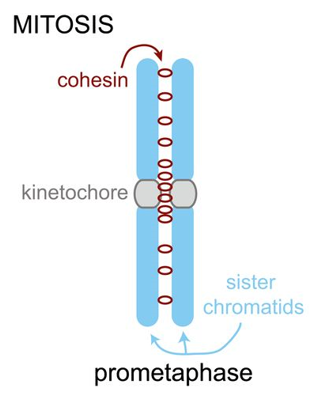 MITOSIS
cohesin
kinetochore
sister
chromatids
prometaphase